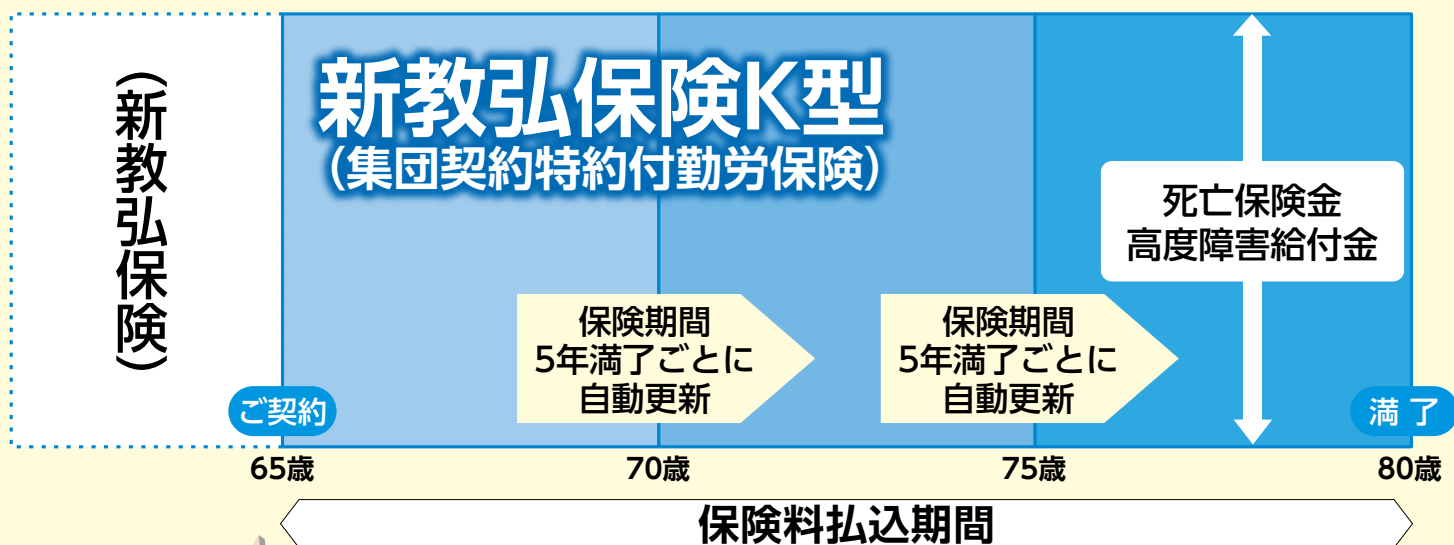 （新教弘保険）
新教弘保険K型
（集団契約特約付勤労保険）
死亡保険金
高度障害給付金
保険期間
5年満了ごとに
自動更新
保険期間
5年満了ごとに
自動更新
ご契約
満 了
65歳
70歳
75歳
80歳
保険料払込期間